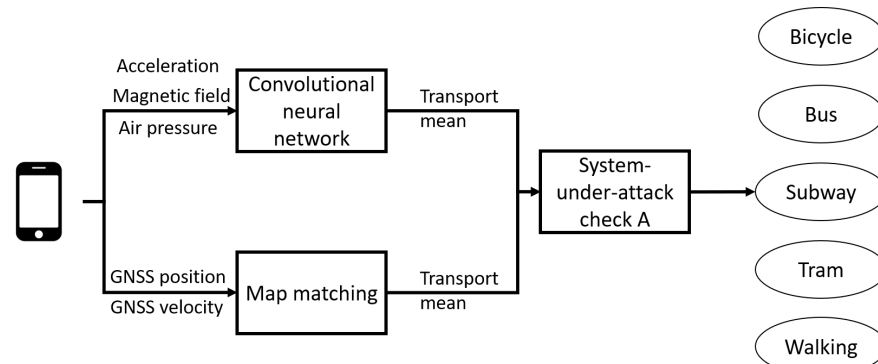 Acceleration
Magnetic field
Air pressure
Convolutional
neural
network
Transport
mean
GNSS position
GNSS velocity
Map matching
Transport
mean
System-
under-attack
check A
Bicycle
Bus
Subway
Tram
Walking